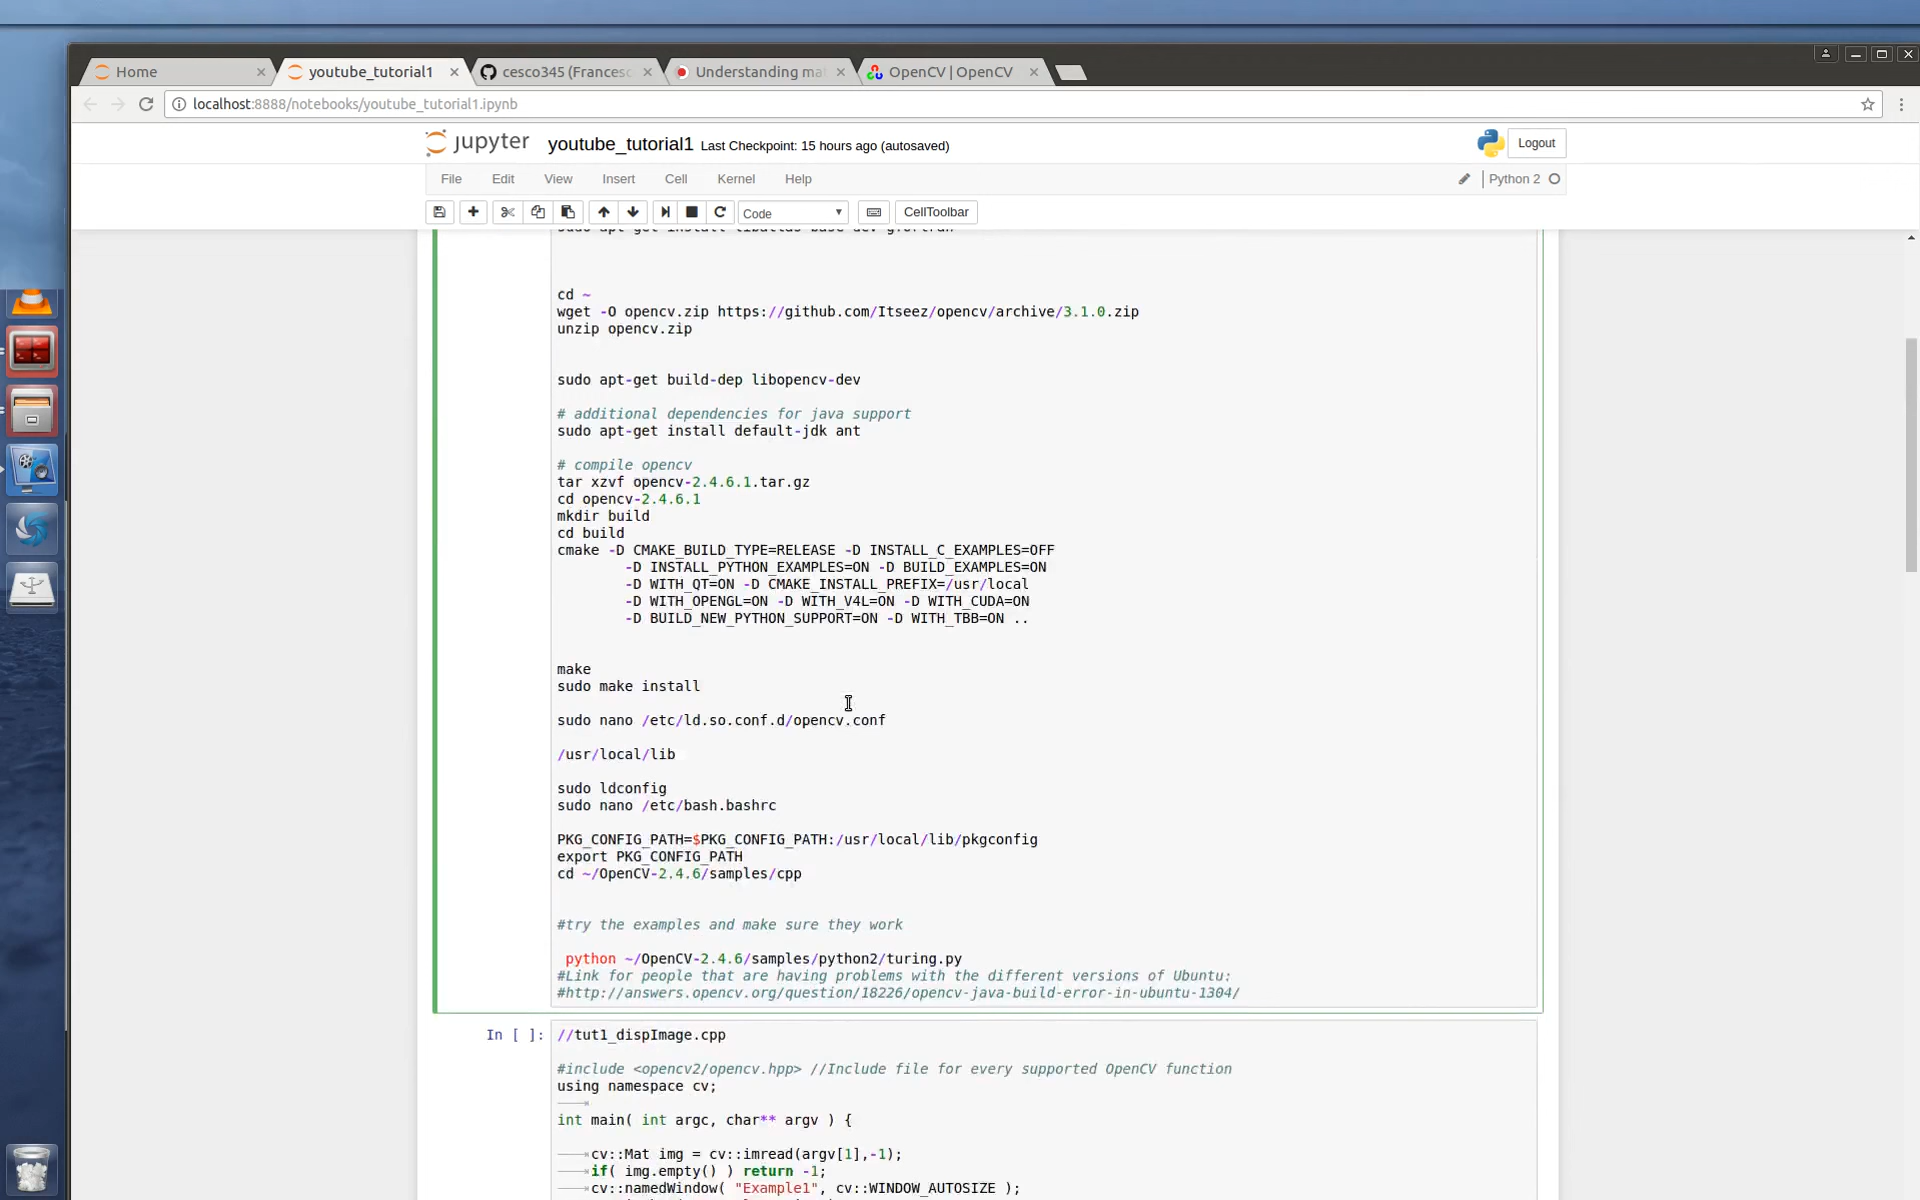 Home
youtube_tutorial1
cesco345 (Frances
Understanding ma
OpenCV | OpenCV
localhost:8888/notebooks/youtube_tutorial1.ipynb
jupyter
youtube_tutorial1 Last Checkpoint: 15 hours ago (autosaved)
Logout
File Edit View Insert Cell Kernel Help
Python 2
Code
CellToolbar
cd ~
wget -O opencv.zip https://github.com/Itseez/opencv/archive/3.1.0.zip
unzip opencv.zip
sudo apt-get build-dep libopencv-dev
# additional dependencies for java support
sudo apt-get install default-jdk ant
# compile opencv
tar xzvf opencv-2.4.6.1.tar.gz
cd opencv-2.4.6.1
mkdir build
cd build
cmake -D CMAKE_BUILD_TYPE=RELEASE -D INSTALL_C_EXAMPLES=OFF
-D INSTALL_PYTHON_EXAMPLES=ON -D BUILD_EXAMPLES=ON
-D WITH_QT=ON -D CMAKE_INSTALL_PREFIX=/usr/local
-D WITH_OPENGL=ON -D WITH_V4L=ON -D WITH_CUDA=ON
-D BUILD_NEW_PYTHON_SUPPORT=ON -D WITH_TBB=ON ..
make
sudo make install
sudo nano /etc/ld.so.conf.d/opencv.conf
/usr/local/lib
sudo ldconfig
sudo nano /etc/bash.bashrc
PKG_CONFIG_PATH=$PKG_CONFIG_PATH:/usr/local/lib/pkgconfig
export PKG_CONFIG_PATH
cd ~/OpenCV-2.4.6/samples/cpp
#try the examples and make sure they work
python ~/OpenCV-2.4.6/samples/python2/turing.py
#Link for people that are having problems with the different versions of Ubuntu:
#http://answers.opencv.org/question/18226/opencv-java-build-error-in-ubuntu-1304/
In [ ]:
//tut1_dispImage.cpp
#include <opencv2/opencv.hpp> //Include file for every supported OpenCV function
using namespace cv;
int main( int argc, char** argv ) {
cv::Mat img = cv::imread(argv[1],-1);
if( img.empty() ) return -1;
cv::namedWindow( "Example1", cv::WINDOW_AUTOSIZE );